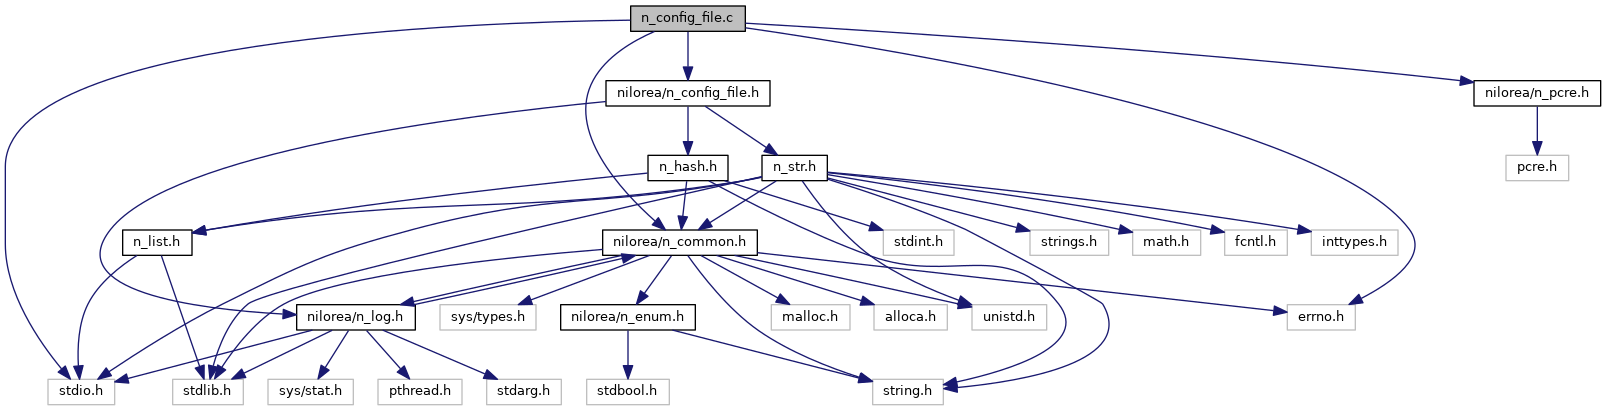 n_config_file.c
nilorea/n_config_file.h
nilorea/n_pcre.h
n_hash.h
n_str.h
pcre.h
n_list.h
nilorea/n_common.h
stdint.h
strings.h
math.h
fcntl.h
inttypes.h
nilorea/n_log.h
sys/types.h
nilorea/n_enum.h
malloc.h
alloca.h
unistd.h
errno.h
stdio.h
stdlib.h
sys/stat.h
pthread.h
stdarg.h
stdbool.h
string.h